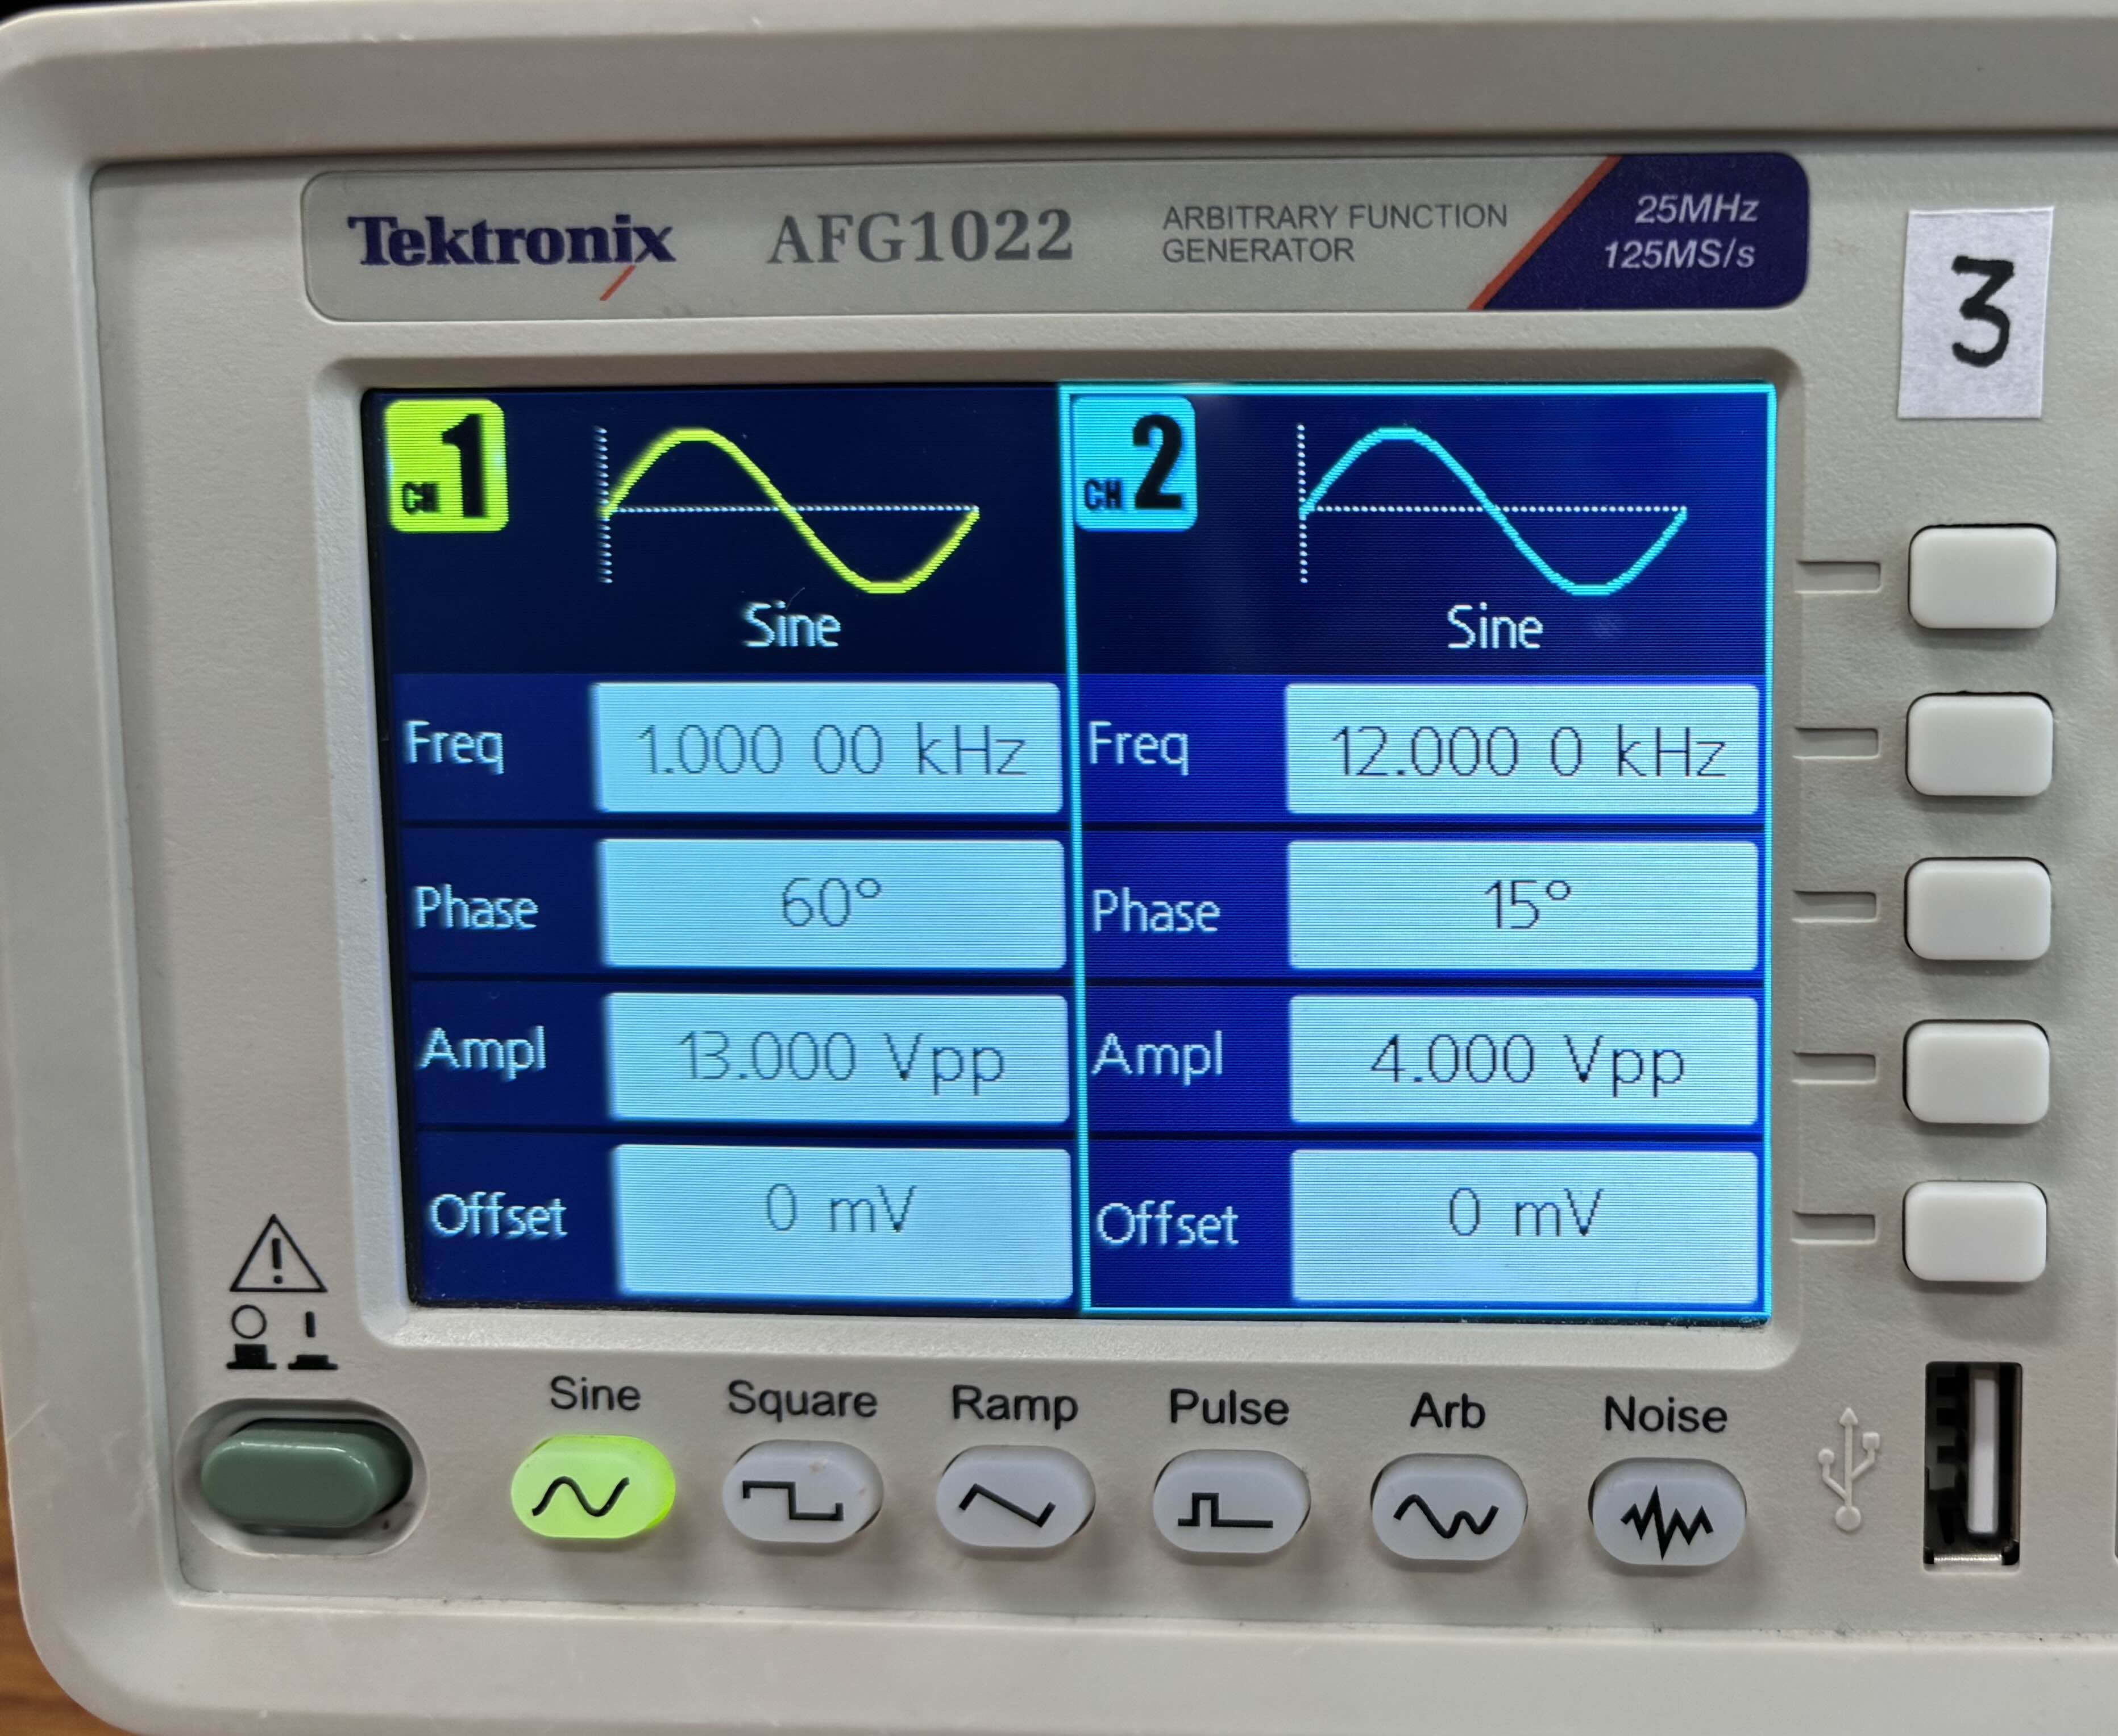 Tektronix AFG1022 ARBITRARY FUNCTION GENERATOR 25MHz 125MS/s
3
CH 1
Sine
Freq 1.000 00 kHz
Phase 60°
Ampl 13.000 Vpp
Offset 0 mV
CH 2
Sine
Freq 12.000 0 kHz
Phase 15°
Ampl 4.000 Vpp
Offset 0 mV
Sine Square Ramp Pulse Arb Noise